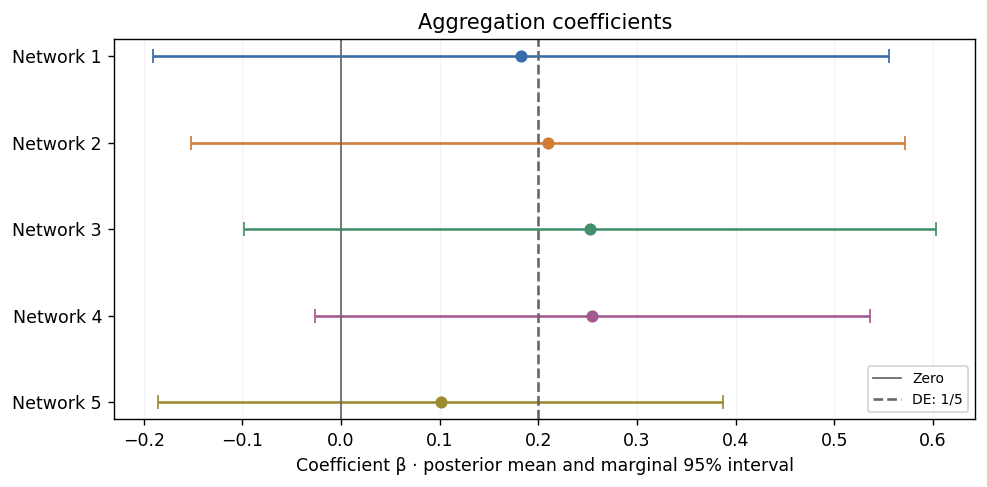 Aggregation coefficients
Network 1
Network 2
Network 3
Network 4
Network 5
Zero
DE: 1/5
−0.2 −0.1 0.0 0.1 0.2 0.3 0.4 0.5 0.6
Coefficient β · posterior mean and marginal 95% interval